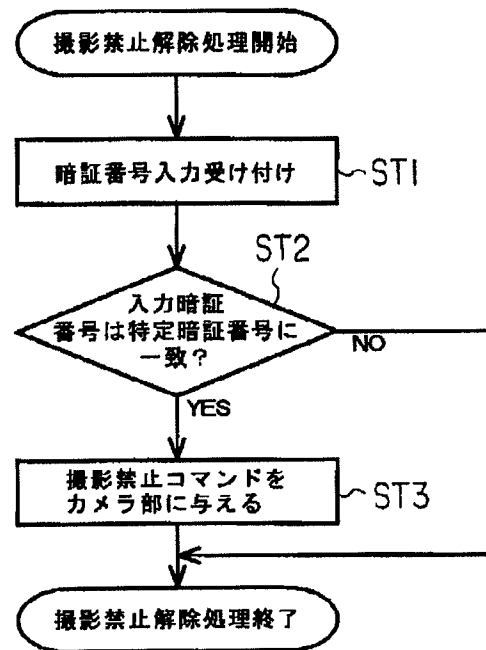 撮影禁止解除処理開始
暗証番号入力受け付け
ST1
ST2
入力暗証
番号は特定暗証番号に
一致?
NO
YES
撮影禁止コマンドを
カメラ部に与える
ST3
撮影禁止解除処理終了